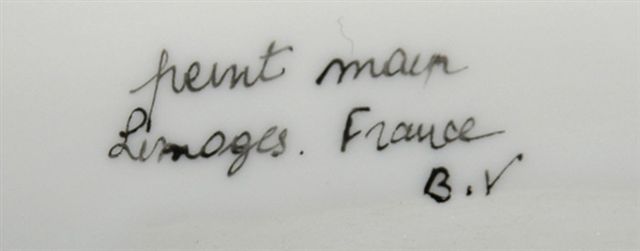 peint main
Limoges. France
B.V